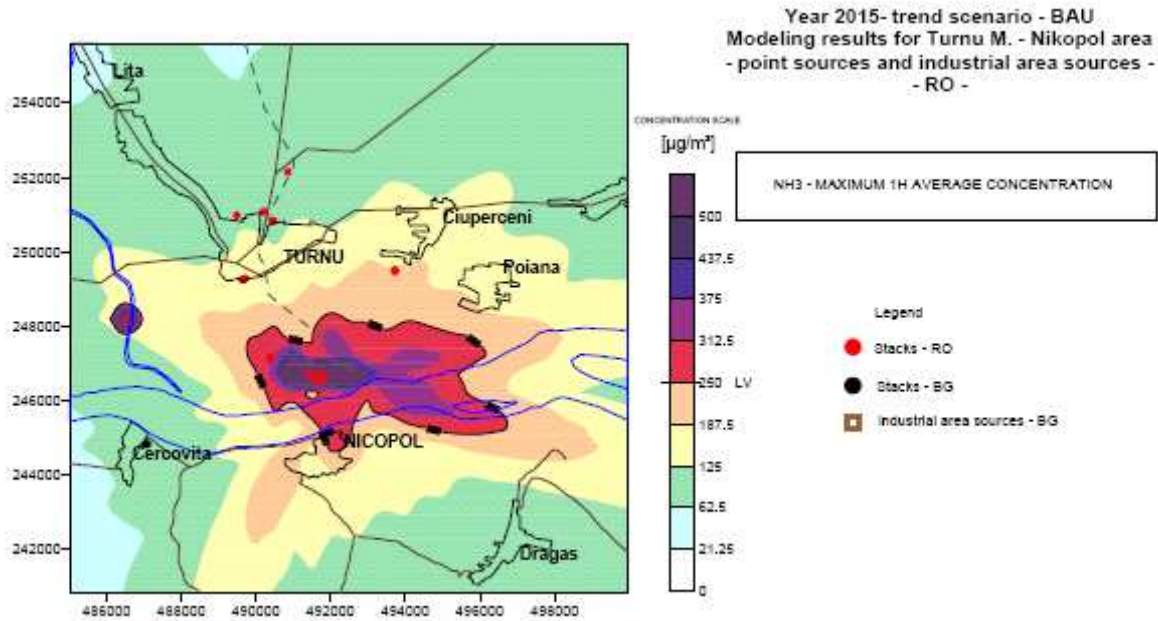 Year 2015- trend scenario - BAU
Modeling results for Turnu M. - Nikopol area
- point sources and industrial area sources -
- RO -
CONCENTRATION SCALE
[µg/m³]
NH3 - MAXIMUM 1H AVERAGE CONCENTRATION
500
437.5
375
312.5
250 LV
187.5
125
62.5
21,25
0
Legend
Stacks - RO
Stacks - BG
Industrial area sources - BG
254000
252000
250000
248000
246000
244000
242000
Lita
Ciuperceni
TURNU
Poiana
NICOPOL
Cercovita
Dragas
486000 488000 490000 492000 494000 496000 498000